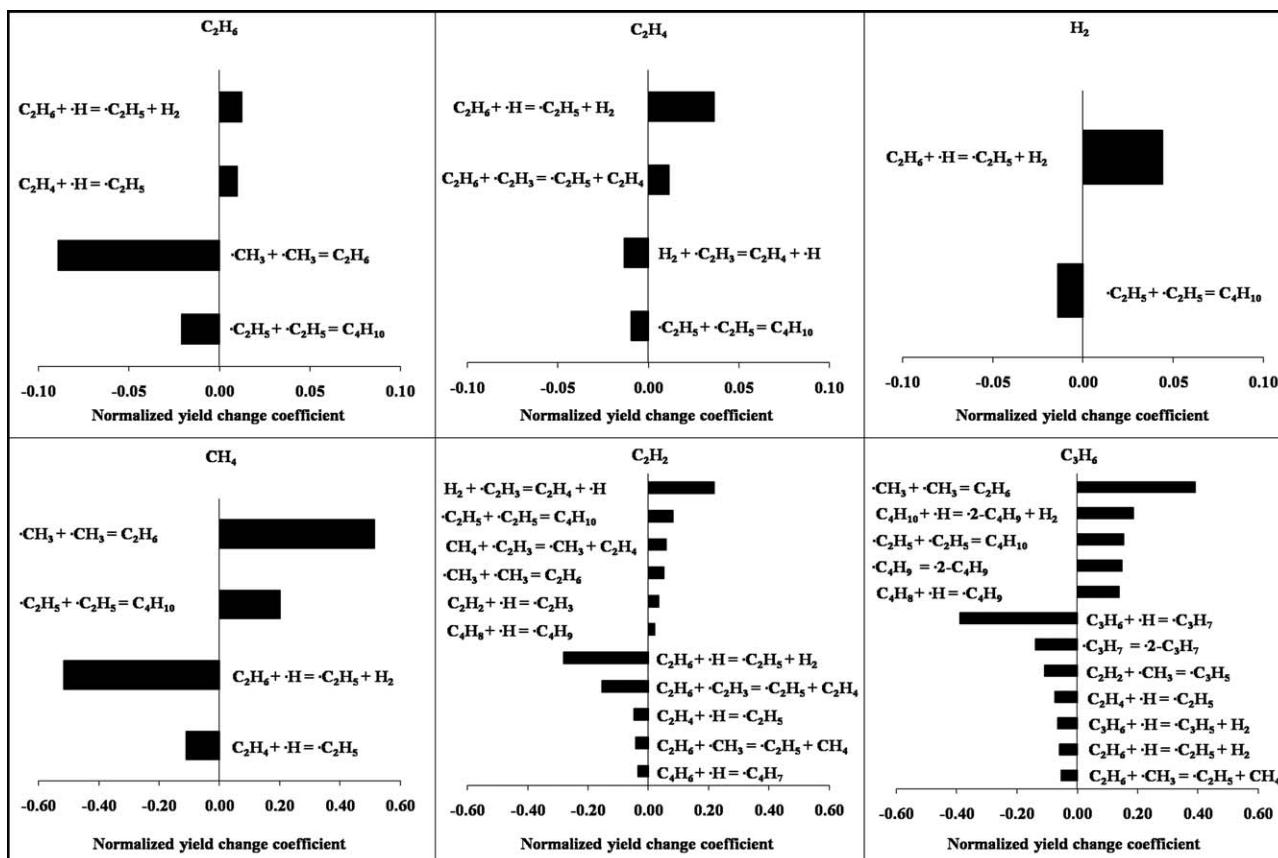 C₂H₆
C₂H₆ + ·H = ·C₂H₅ + H₂
C₂H₄ + ·H = ·C₂H₅
·CH₃ + ·CH₃ = C₂H₆
·C₂H₅ + ·C₂H₅ = C₄H₁₀
-0.10 -0.05 0.00 0.05 0.10
Normalized yield change coefficient
C₂H₄
C₂H₆ + ·H = ·C₂H₅ + H₂
C₂H₆ + ·C₂H₃ = ·C₂H₅ + C₂H₄
H₂ + ·C₂H₃ = C₂H₄ + ·H
·C₂H₅ + ·C₂H₅ = C₄H₁₀
-0.10 -0.05 0.00 0.05 0.10
Normalized yield change coefficient
H₂
C₂H₆ + ·H = ·C₂H₅ + H₂
·C₂H₅ + ·C₂H₅ = C₄H₁₀
-0.10 -0.05 0.00 0.05 0.10
Normalized yield change coefficient
CH₄
·CH₃ + ·CH₃ = C₂H₆
·C₂H₅ + ·C₂H₅ = C₄H₁₀
C₂H₆ + ·H = ·C₂H₅ + H₂
C₂H₄ + ·H = ·C₂H₅
-0.60 -0.40 -0.20 0.00 0.20 0.40 0.60
Normalized yield change coefficient
C₂H₂
H₂ + ·C₂H₃ = C₂H₄ + ·H
·C₂H₅ + ·C₂H₅ = C₄H₁₀
CH₄ + ·C₂H₃ = ·CH₃ + C₂H₄
·CH₃ + ·CH₃ = C₂H₆
C₂H₂ + ·H = ·C₂H₃
C₄H₈ + ·H = ·C₄H₉
C₂H₆ + ·H = ·C₂H₅ + H₂
C₂H₆ + ·C₂H₃ = ·C₂H₅ + C₂H₄
C₂H₄ + ·H = ·C₂H₅
C₂H₆ + ·CH₃ = ·C₂H₅ + CH₄
C₄H₆ + ·H = ·C₄H₇
-0.60 -0.40 -0.20 0.00 0.20 0.40 0.60
Normalized yield change coefficient
C₃H₆
·CH₃ + ·CH₃ = C₂H₆
C₄H₁₀ + ·H = ·2-C₄H₉ + H₂
·C₂H₅ + ·C₂H₅ = C₄H₁₀
·C₄H₉ = ·2-C₄H₉
C₄H₈ + ·H = ·C₄H₉
C₃H₆ + ·H = ·C₃H₇
·C₃H₇ = ·2-C₃H₇
C₂H₂ + ·CH₃ = ·C₃H₅
C₂H₄ + ·H = ·C₂H₅
C₃H₆ + ·H = ·C₃H₅ + H₂
C₂H₆ + ·H = ·C₂H₅ + H₂
C₂H₆ + ·CH₃ = ·C₂H₅ + CH₄
-0.60 -0.40 -0.20 0.00 0.20 0.40 0.60
Normalized yield change coefficient